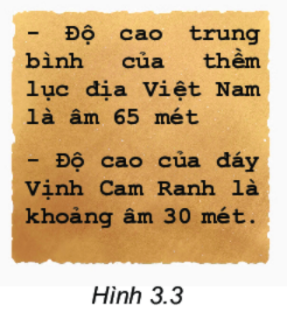 - Độ cao trung
bình của thềm
lục địa Việt Nam
là âm 65 mét
- Độ cao của đáy
Vịnh Cam Ranh là
khoảng âm 30 mét.
Hình 3.3